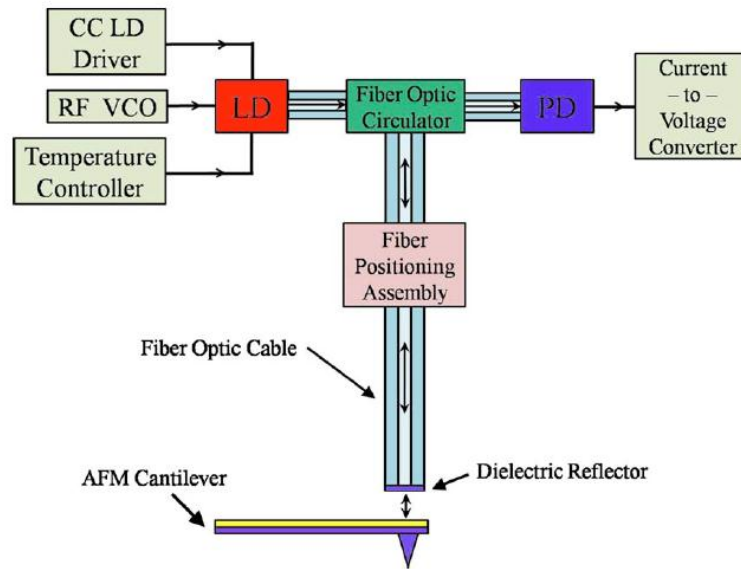 CC LD
Driver
RF VCO
Temperature
Controller
LD
Fiber Optic
Circulator
PD
Current
– to –
Voltage
Converter
Fiber
Positioning
Assembly
Fiber Optic Cable
Dielectric Reflector
AFM Cantilever